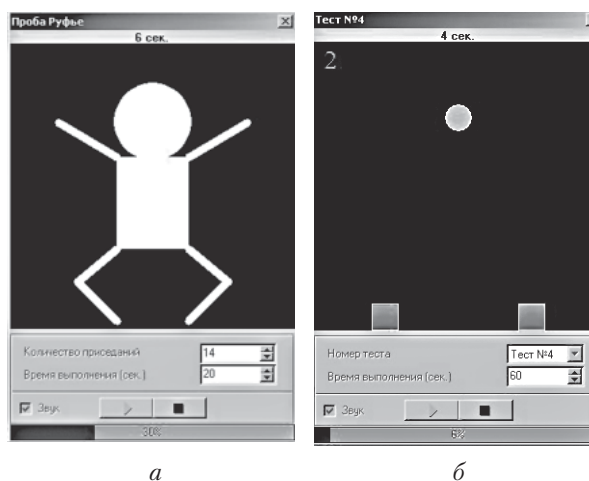 Проба Руфье
6 сек.
Количество приседаний 14
Время выполнения (сек.) 20
Звук
30%
а
Тест №4
4 сек.
2
Номер теста Тест №4
Время выполнения (сек.) 60
Звук
6%
б